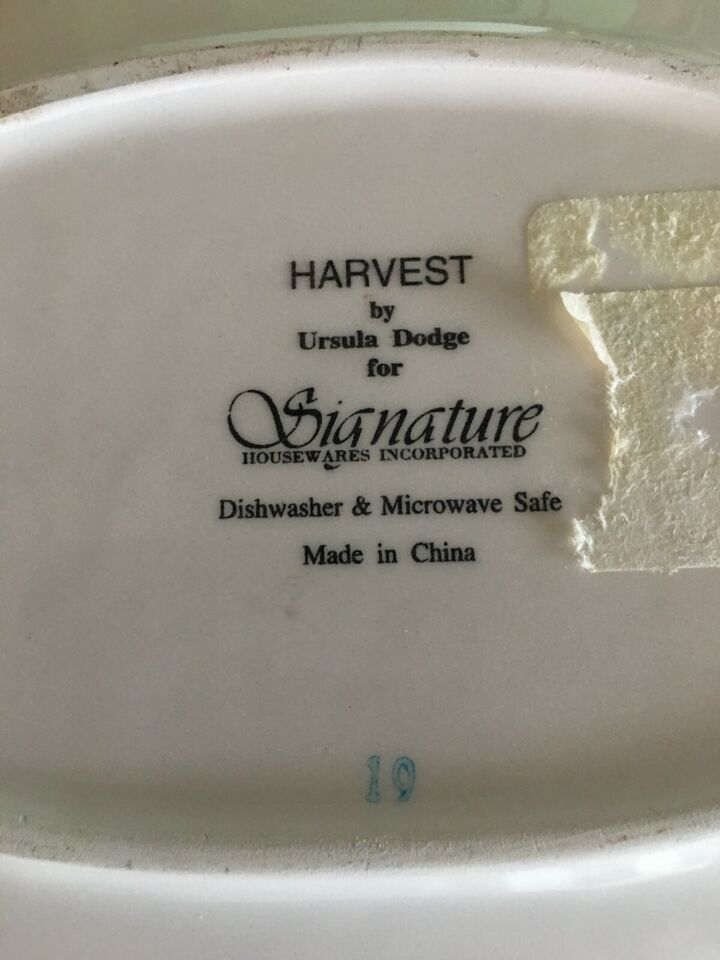 HARVEST
by
Ursula Dodge
for
Signature
HOUSEWARES INCORPORATED
Dishwasher & Microwave Safe
Made in China
19